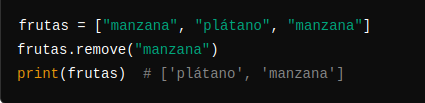 frutas = ["manzana", "plátano", "manzana"]
frutas.remove("manzana")
print(frutas)  # ['plátano', 'manzana']